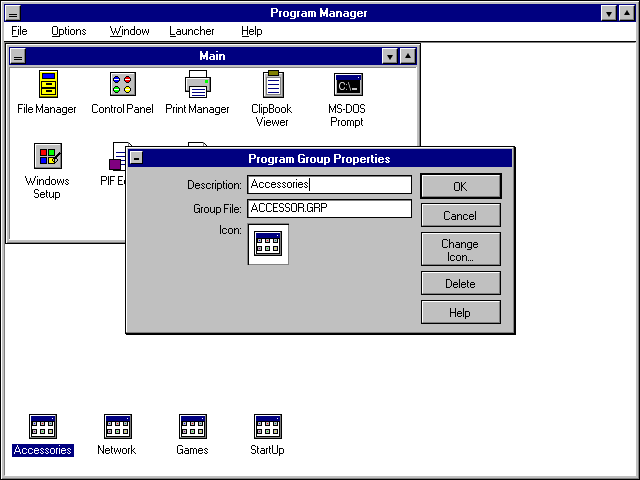 Program Manager
File Options Window Launcher Help
Main
File Manager Control Panel Print Manager ClipBook Viewer MS-DOS Prompt
C:\_
Windows Setup PIF E
Program Group Properties
Description: Accessories
OK
Group File: ACCESSOR.GRP
Cancel
Icon:
Change Icon...
Delete
Help
Accessories Network Games StartUp